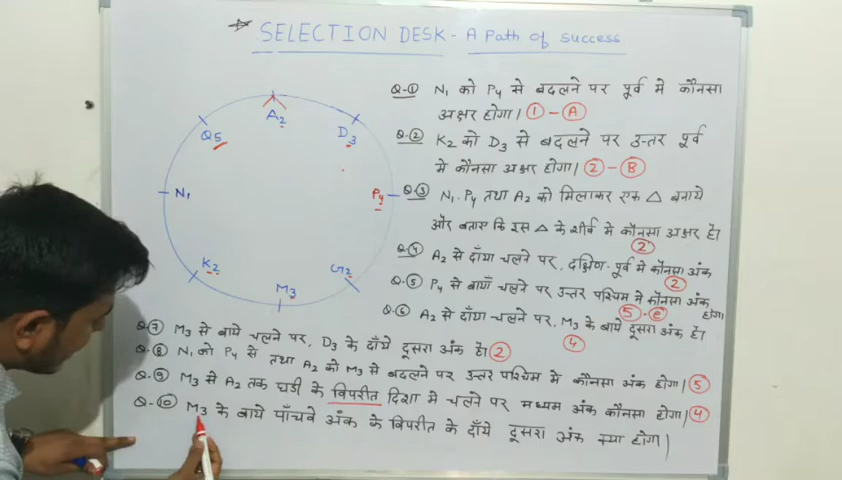 SELECTION DESK - A Path of success
A2
Q5
D3
N1
P4
K2
M3
G2
Q-① N1 को P4 से बदलने पर पूर्व मे कौनसा
अक्षर होगा। ① - Ⓐ
Q-② K2 को D3 से बदलने पर उत्तर पूर्व
मे कौनसा अक्षर होगा। ② - Ⓑ
Q-③ N1. P4 तथा A2 को मिलाकर एक △ बनाये
और बताए कि इस △ के शीर्ष मे कौनसा अक्षर है। ②
Q-④ A2 से दाँया चलने पर, दक्षिण-पूर्व मे कौनसा अंक ②
Q-⑤ P4 से बायाँ चलने पर उत्तर पश्चिम मे कौनसा अंक होगा ⑤
Q-⑥ A2 से दाँया चलने पर, M3 के बाये दूसरा अंक है। ④
Q-⑦ M3 से बाये चलने पर, D3 के दाँये दूसरा अंक है। ②
Q-⑧ N1 को P4 से तथा A2 को M3 से बदलने पर उत्तर पश्चिम मे कौनसा अंक होगा। ⑤
Q-⑨ M3 से A2 तक घडी के विपरीत दिशा मे चलने पर मध्यम अंक कौनसा होगा। ④
Q-⑩ M3 के बाये पाँचवे अंक के विपरीत के दाँये दूसरा अंक क्या होगा।